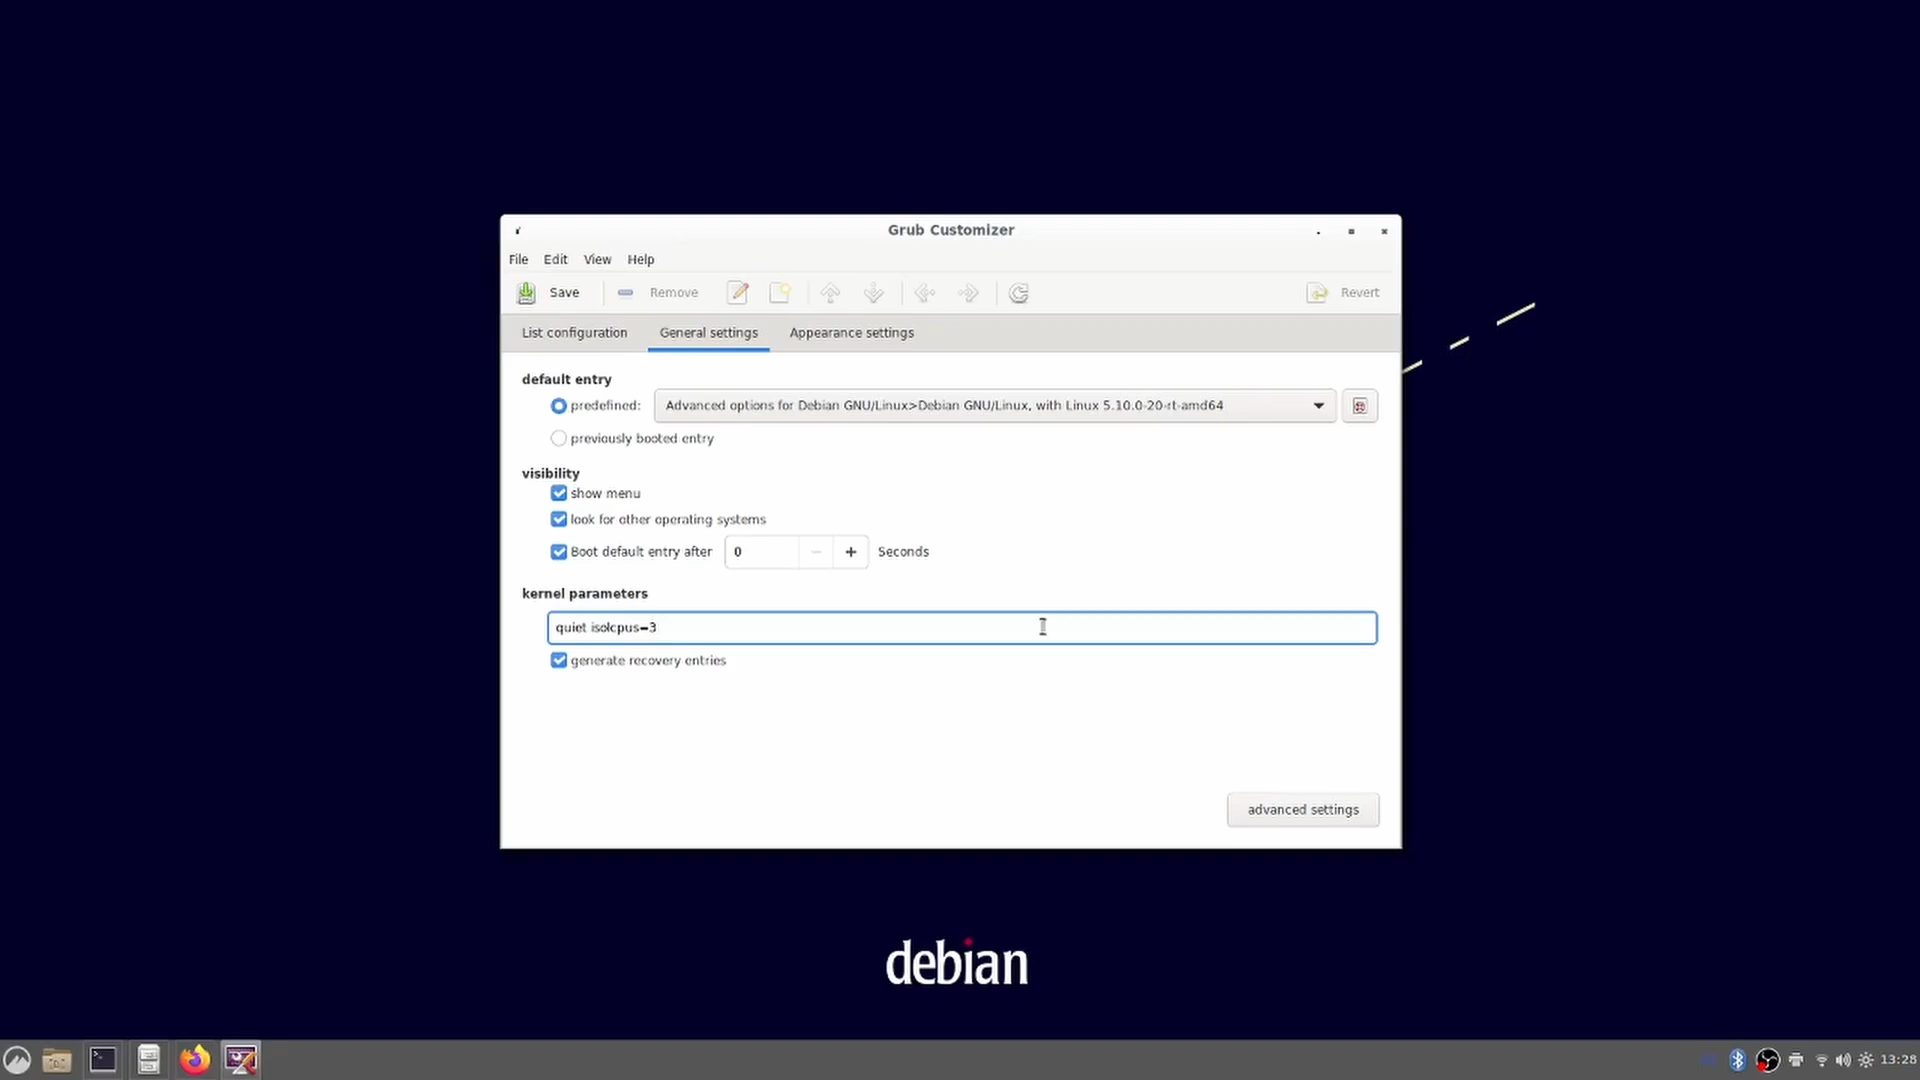 Grub Customizer
File Edit View Help
Save Remove Revert
List configuration General settings Appearance settings
default entry
predefined: Advanced options for Debian GNU/Linux>Debian GNU/Linux, with Linux 5.10.0-20-rt-amd64
previously booted entry
visibility
show menu
look for other operating systems
Boot default entry after 0 Seconds
kernel parameters
quiet isolcpus=3
generate recovery entries
advanced settings
debian
13:28